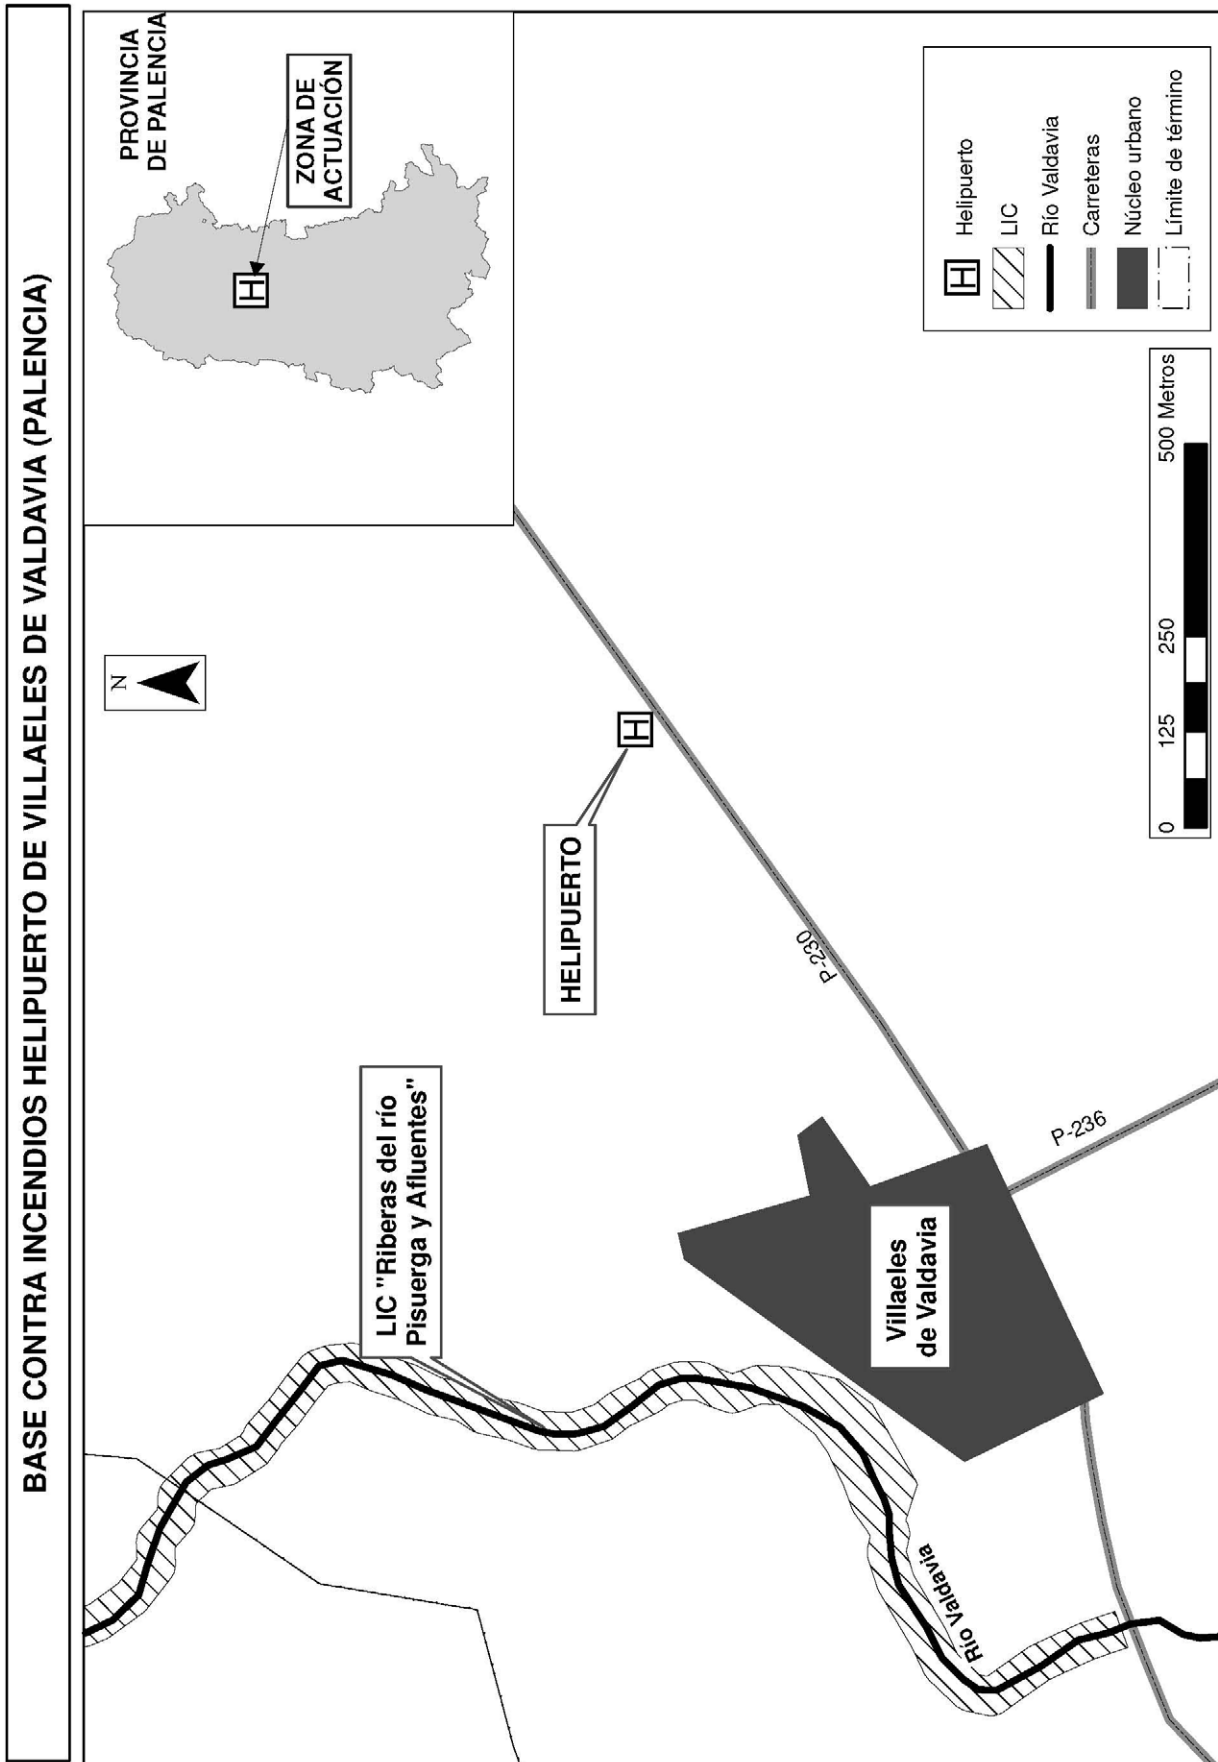 BASE CONTRA INCENDIOS HELIPUERTO DE VILLAELES DE VALDAVIA (PALENCIA)
N
PROVINCIA
DE PALENCIA
H
ZONA DE
ACTUACIÓN
LIC "Riberas del río
Pisuerga y Afluentes"
HELIPUERTO
H
P-230
Villaeles
de Valdavia
P-236
Río Valdavia
0 125 250 500 Metros
H Helipuerto
LIC
Río Valdavia
Carreteras
Núcleo urbano
Límite de término